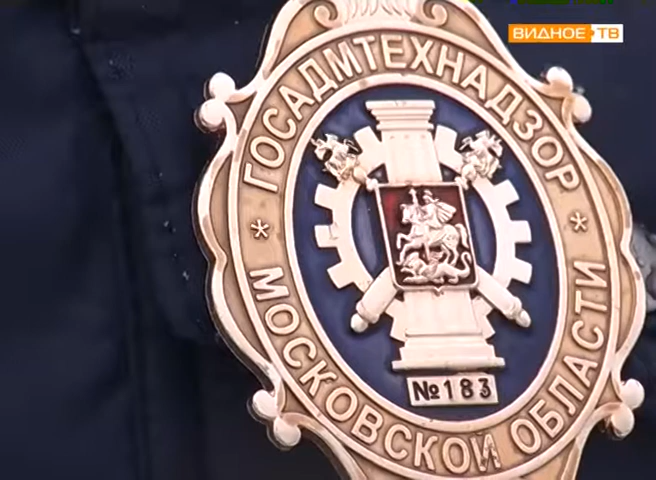 ВИДНОЕ ТВ
ГОСАДМТЕХНАДЗОР
* *
МОСКОВСКОЙ ОБЛАСТИ
№183